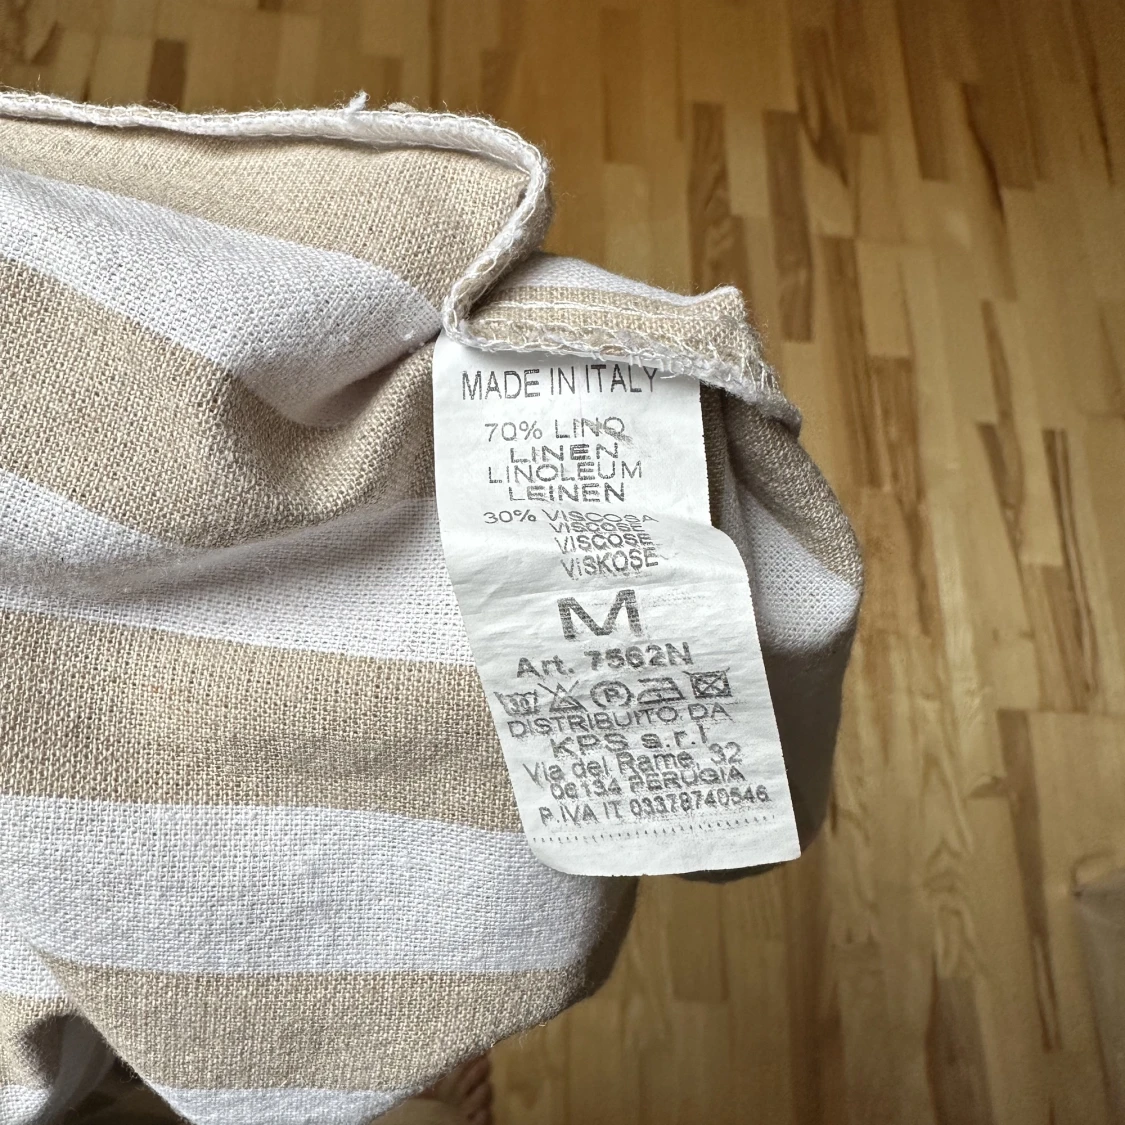 MADE IN ITALY
70% LINO
LINEN
LINOLEUM
LEINEN
30% VISCOSA
VISCOSE
VISCOSE
VISKOSE
M
Art. 7562N
30°
P
DISTRIBUITO DA
KPS s.r.l.
Via del Rame, 32
06134 PERUGIA
P.IVA IT 03378740546